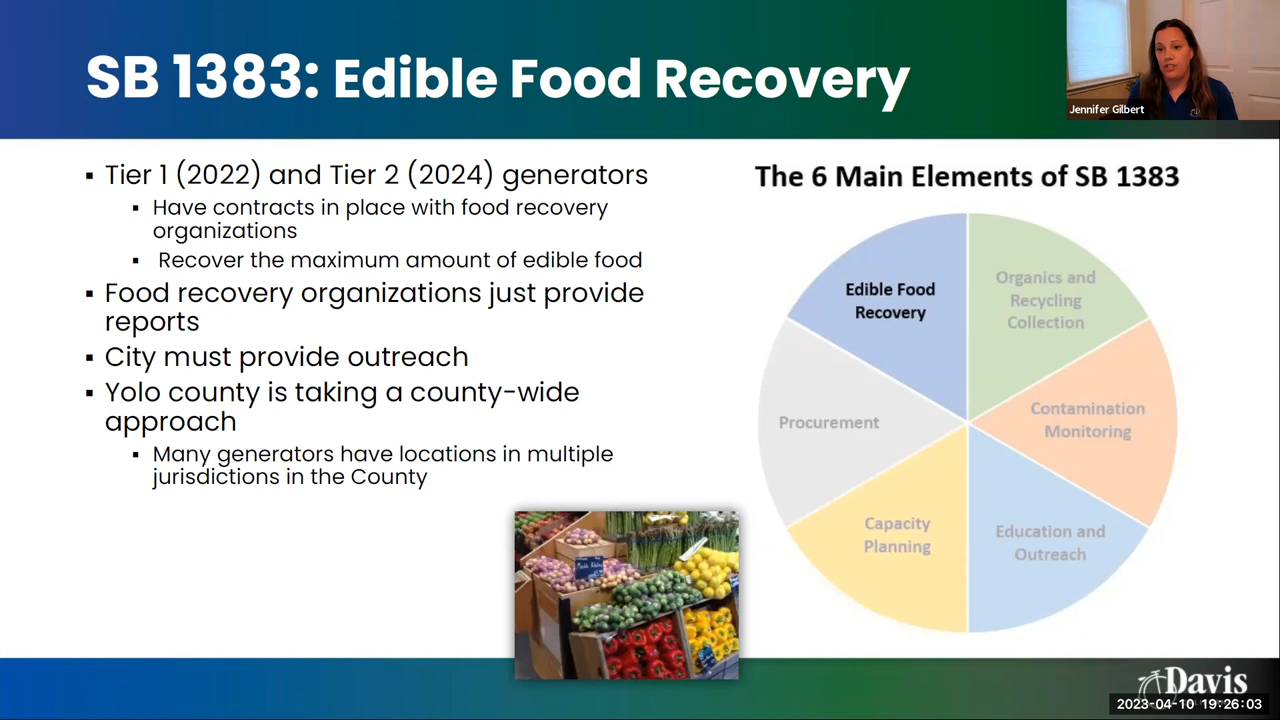 SB 1383: Edible Food Recovery
Jennifer Gilbert
▪ Tier 1 (2022) and Tier 2 (2024) generators
▪ Have contracts in place with food recovery
organizations
▪ Recover the maximum amount of edible food
▪ Food recovery organizations just provide
reports
▪ City must provide outreach
▪ Yolo county is taking a county-wide
approach
▪ Many generators have locations in multiple
jurisdictions in the County
The 6 Main Elements of SB 1383
Edible Food
Recovery
Organics and
Recycling
Collection
Contamination
Monitoring
Education and
Outreach
Capacity
Planning
Procurement
Davis
2023-04-10 19:26:03